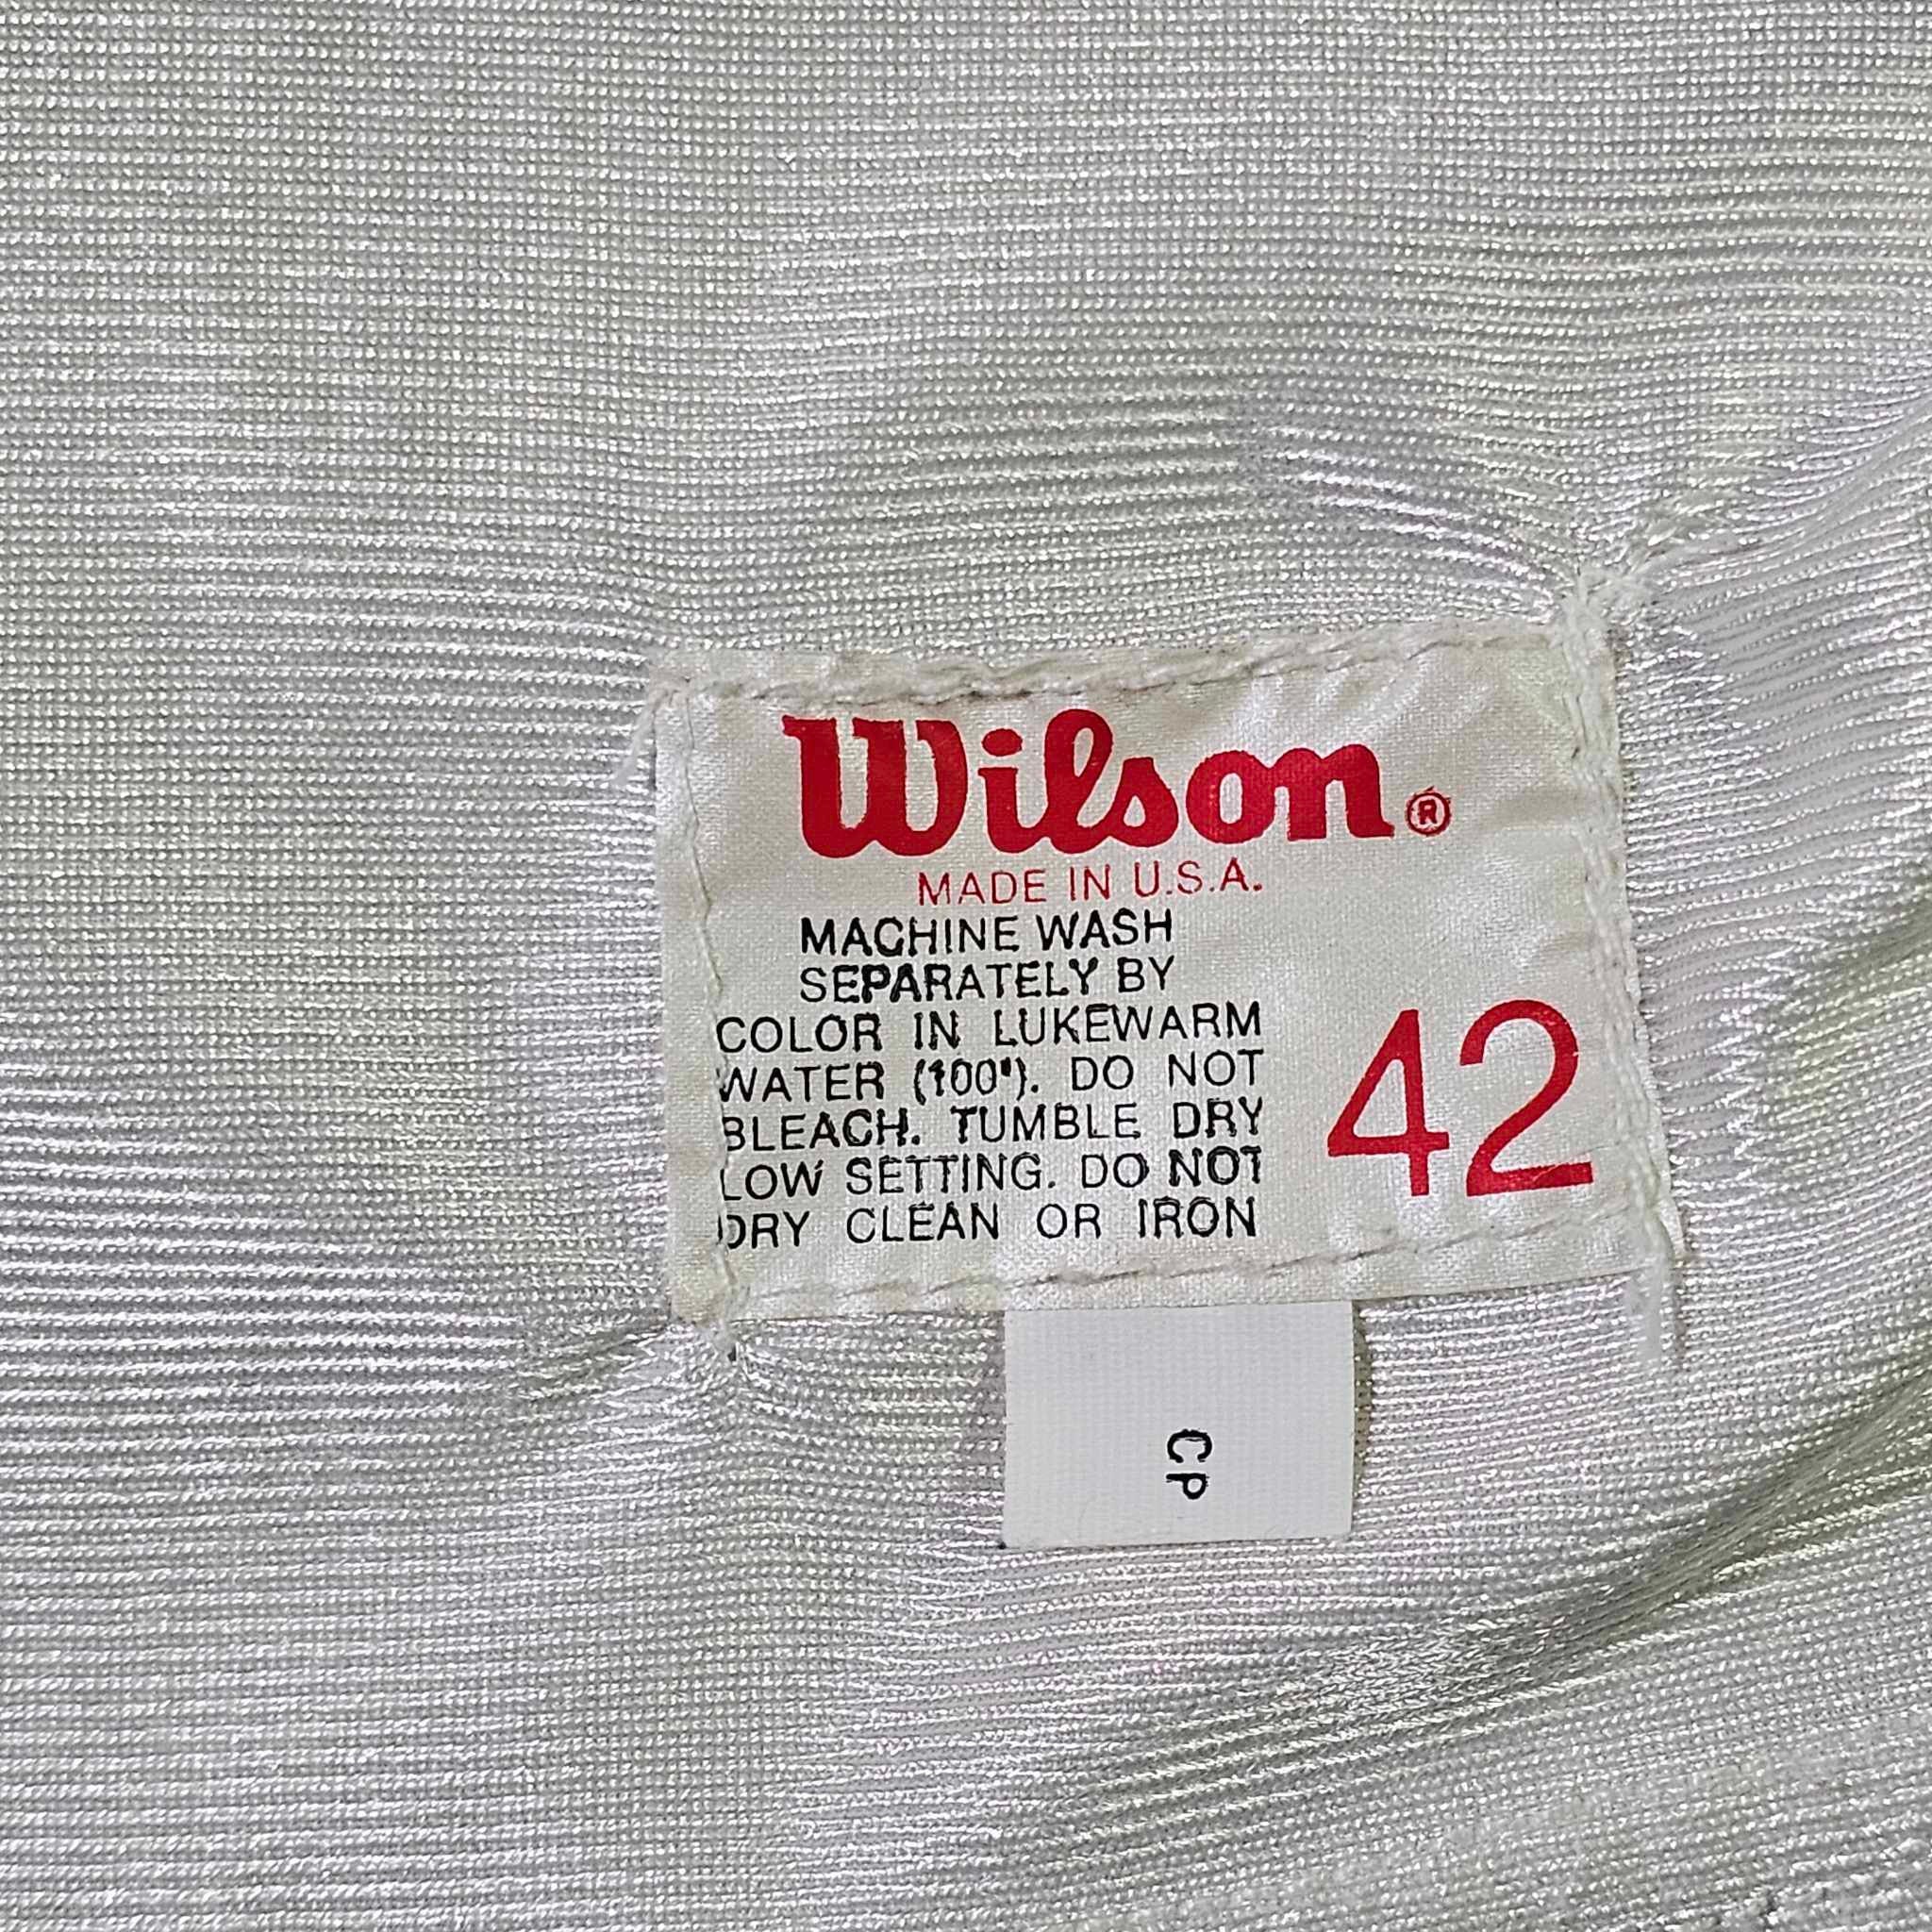 Wilson®
MADE IN U.S.A.
MACHINE WASH
SEPARATELY BY
COLOR IN LUKEWARM
WATER (100°). DO NOT
BLEACH. TUMBLE DRY
LOW SETTING. DO NOT
DRY CLEAN OR IRON
42
CP